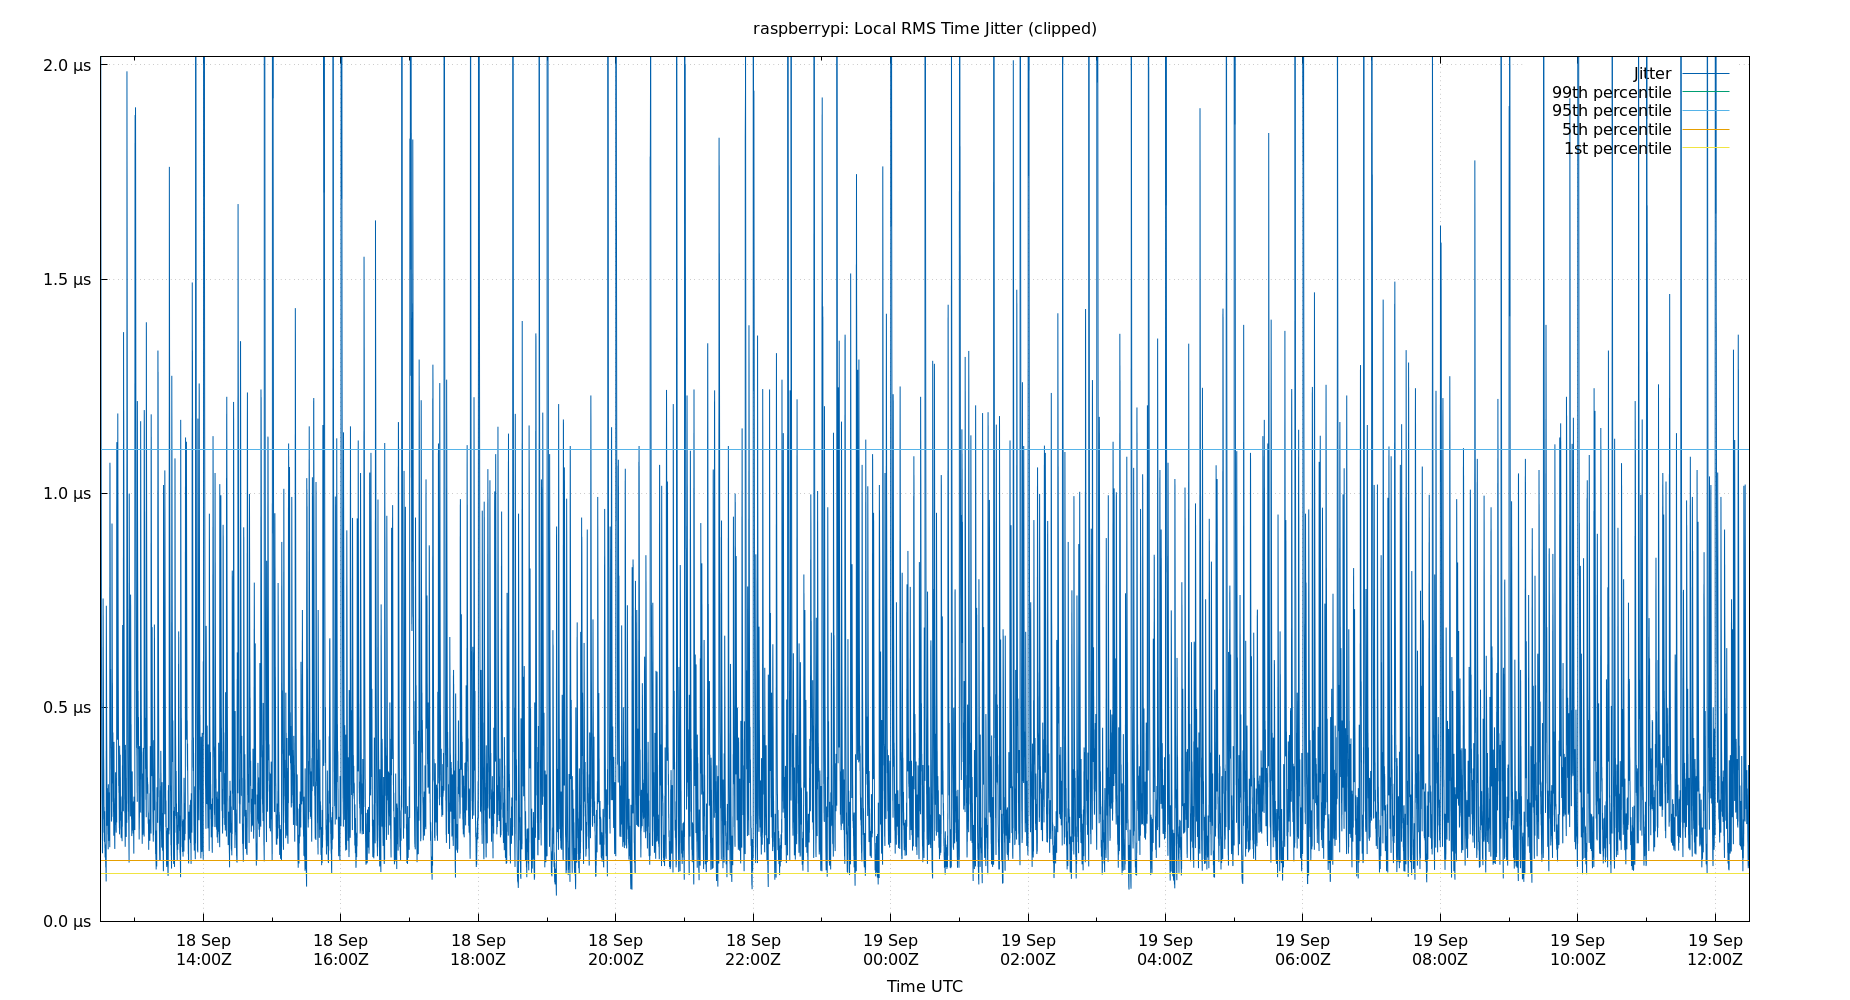 raspberrypi: Local RMS Time Jitter (clipped)
2.0 µs
1.5 µs
1.0 µs
0.5 µs
0.0 µs
Jitter
99th percentile
95th percentile
5th percentile
1st percentile
18 Sep
14:00Z
18 Sep
16:00Z
18 Sep
18:00Z
18 Sep
20:00Z
18 Sep
22:00Z
19 Sep
00:00Z
19 Sep
02:00Z
19 Sep
04:00Z
19 Sep
06:00Z
19 Sep
08:00Z
19 Sep
10:00Z
19 Sep
12:00Z
Time UTC